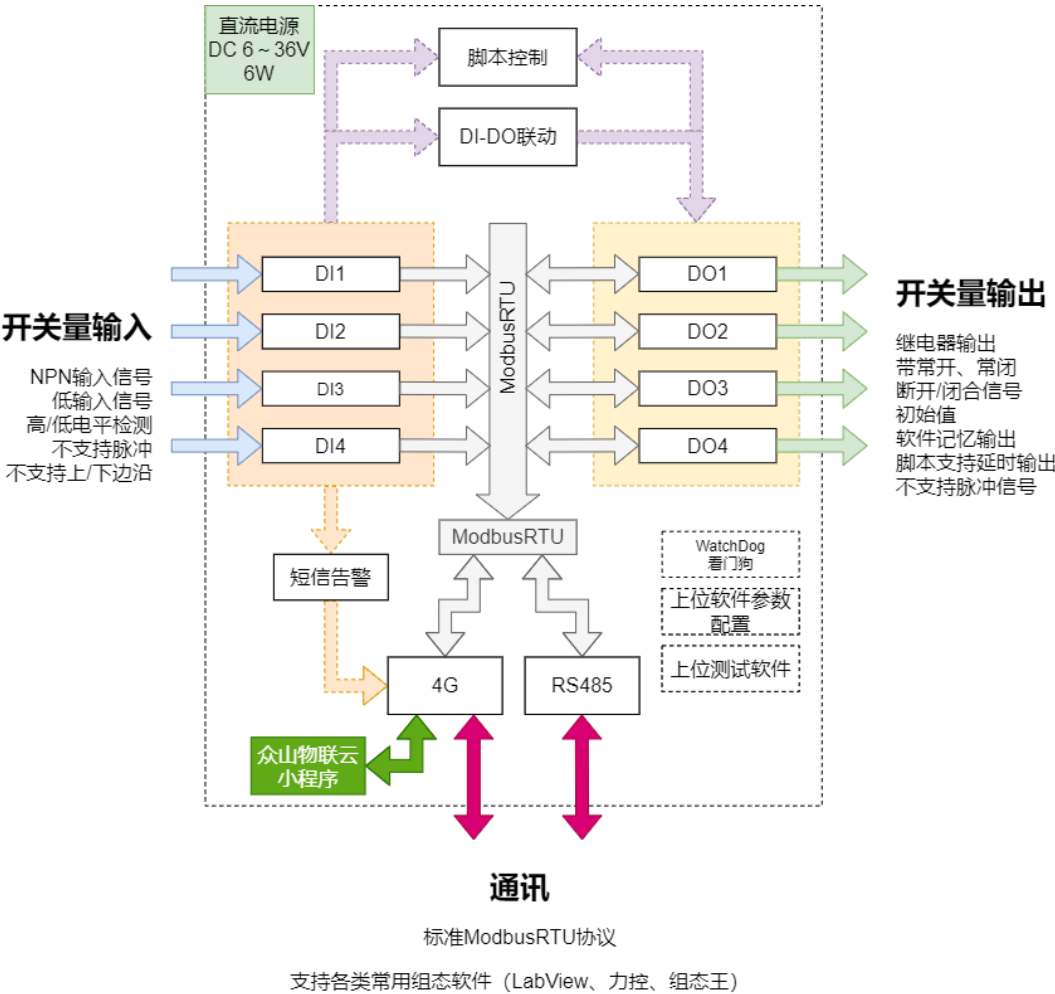 直流电源
DC 6～36V
6W
脚本控制
DI-DO联动
开关量输入
NPN输入信号
低输入信号
高/低电平检测
不支持脉冲
不支持上/下边沿
DI1
DI2
DI3
DI4
ModbusRTU
DO1
DO2
DO3
DO4
开关量输出
继电器输出
带常开、常闭
断开/闭合信号
初始值
软件记忆输出
脚本支持延时输出
不支持脉冲信号
ModbusRTU
短信告警
WatchDog
看门狗
上位软件参数
配置
上位测试软件
4G
RS485
众山物联云
小程序
通讯
标准ModbusRTU协议
支持各类常用组态软件（LabView、力控、组态王）